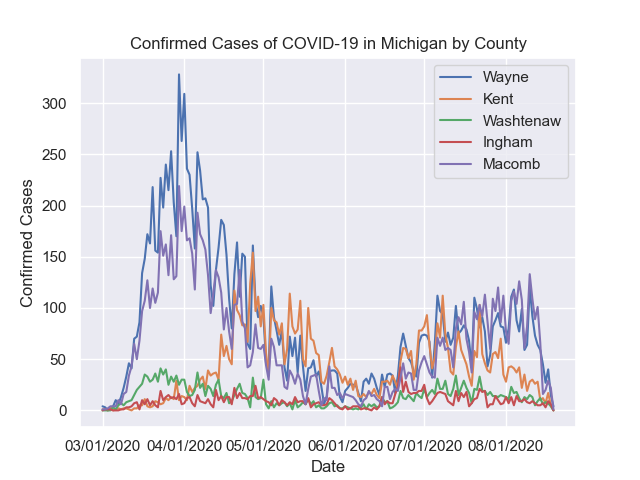 Confirmed Cases of COVID-19 in Michigan by County
Wayne
Kent
Washtenaw
Ingham
Macomb
300
250
200
150
100
50
0
Confirmed Cases
03/01/2020 04/01/2020 05/01/2020 06/01/2020 07/01/2020 08/01/2020
Date